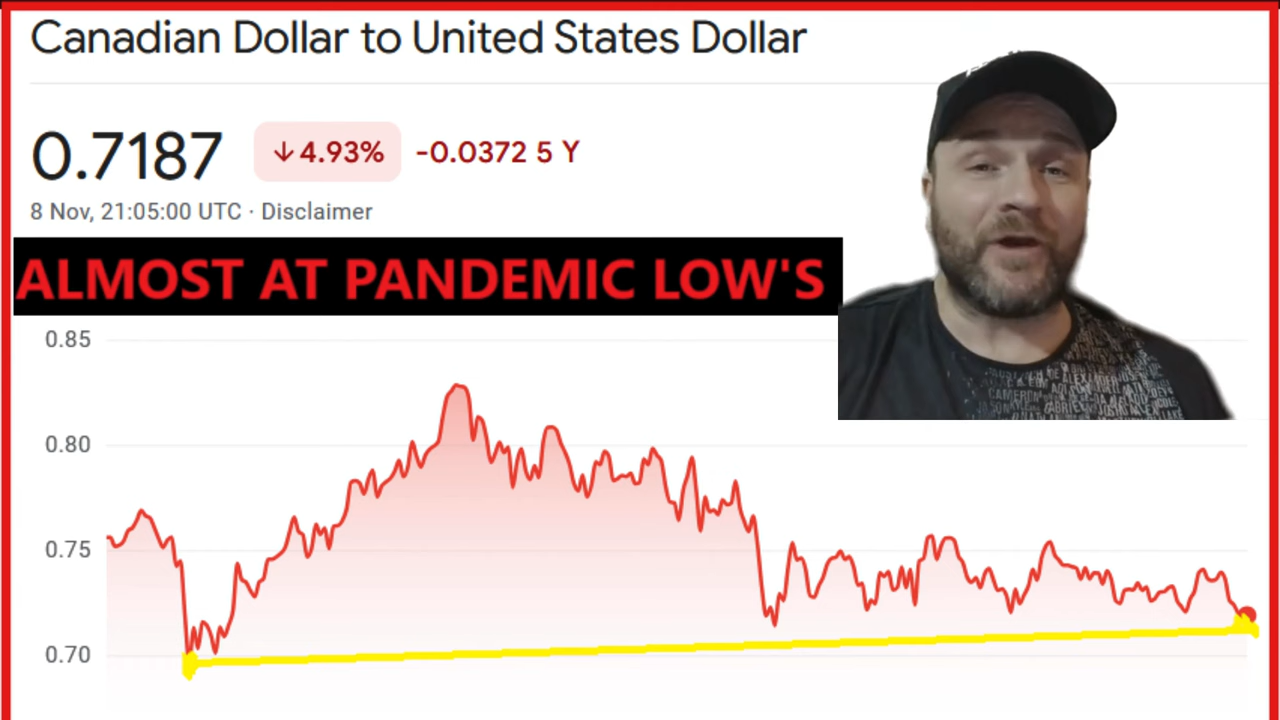 Canadian Dollar to United States Dollar
0.7187 ↓4.93% -0.0372 5 Y
8 Nov, 21:05:00 UTC · Disclaimer
ALMOST AT PANDEMIC LOW'S
0.85
0.80
0.75
0.70
CAMERON